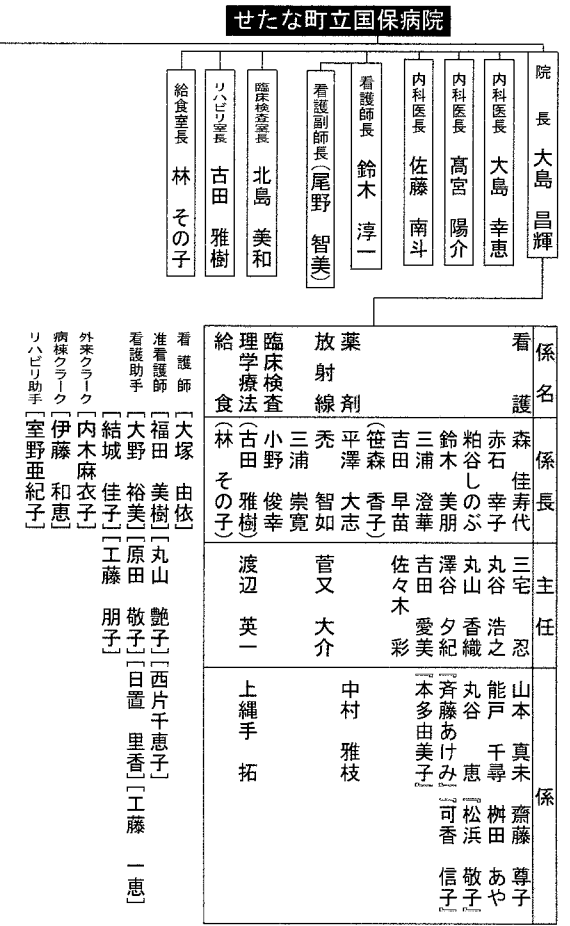 せたな町立国保病院
院長 大島 昌輝
内科医長 大島 幸恵
内科医長 髙宮 陽介
内科医長 佐藤 南斗
看護師長 鈴木 淳一
看護副師長(尾野 智美)
臨床検査室長 北島 美和
リハビリ室長 古田 雅樹
給食室長 林 その子
係名 係長 主任 係
看護 森 佳寿代 三宅 忍 山本 真未 齋藤 尊子
赤石 幸子 丸谷 浩之 能戸 千尋 桝田 あや
粕谷しのぶ 丸山 香織 丸谷 恵 [松浜 敬子]
鈴木 美朋 澤谷 夕紀 [斉藤あけみ] [可香 信子]
三浦 澄華 吉田 愛美 [本多由美子]
吉田 早苗 佐々木 彩
(笹森 香子)
薬剤 平澤 大志 中村 雅枝
放射線 禿 智如 菅又 大介
三浦 崇寛
臨床検査 小野 俊幸
理学療法 (古田 雅樹) 渡辺 英一 上縄手 拓
給食 (林 その子)
看護師 [大塚 由依]
准看護師 [福田 美樹] [丸山 艶子] [西片千恵子]
看護助手 [大野 裕美] [原田 敬子] [日置 里香] [工藤 一恵]
[結城 佳子] [工藤 朋子]
外来クラーク [内木麻衣子]
病棟クラーク [伊藤 和恵]
リハビリ助手 [室野亜紀子]